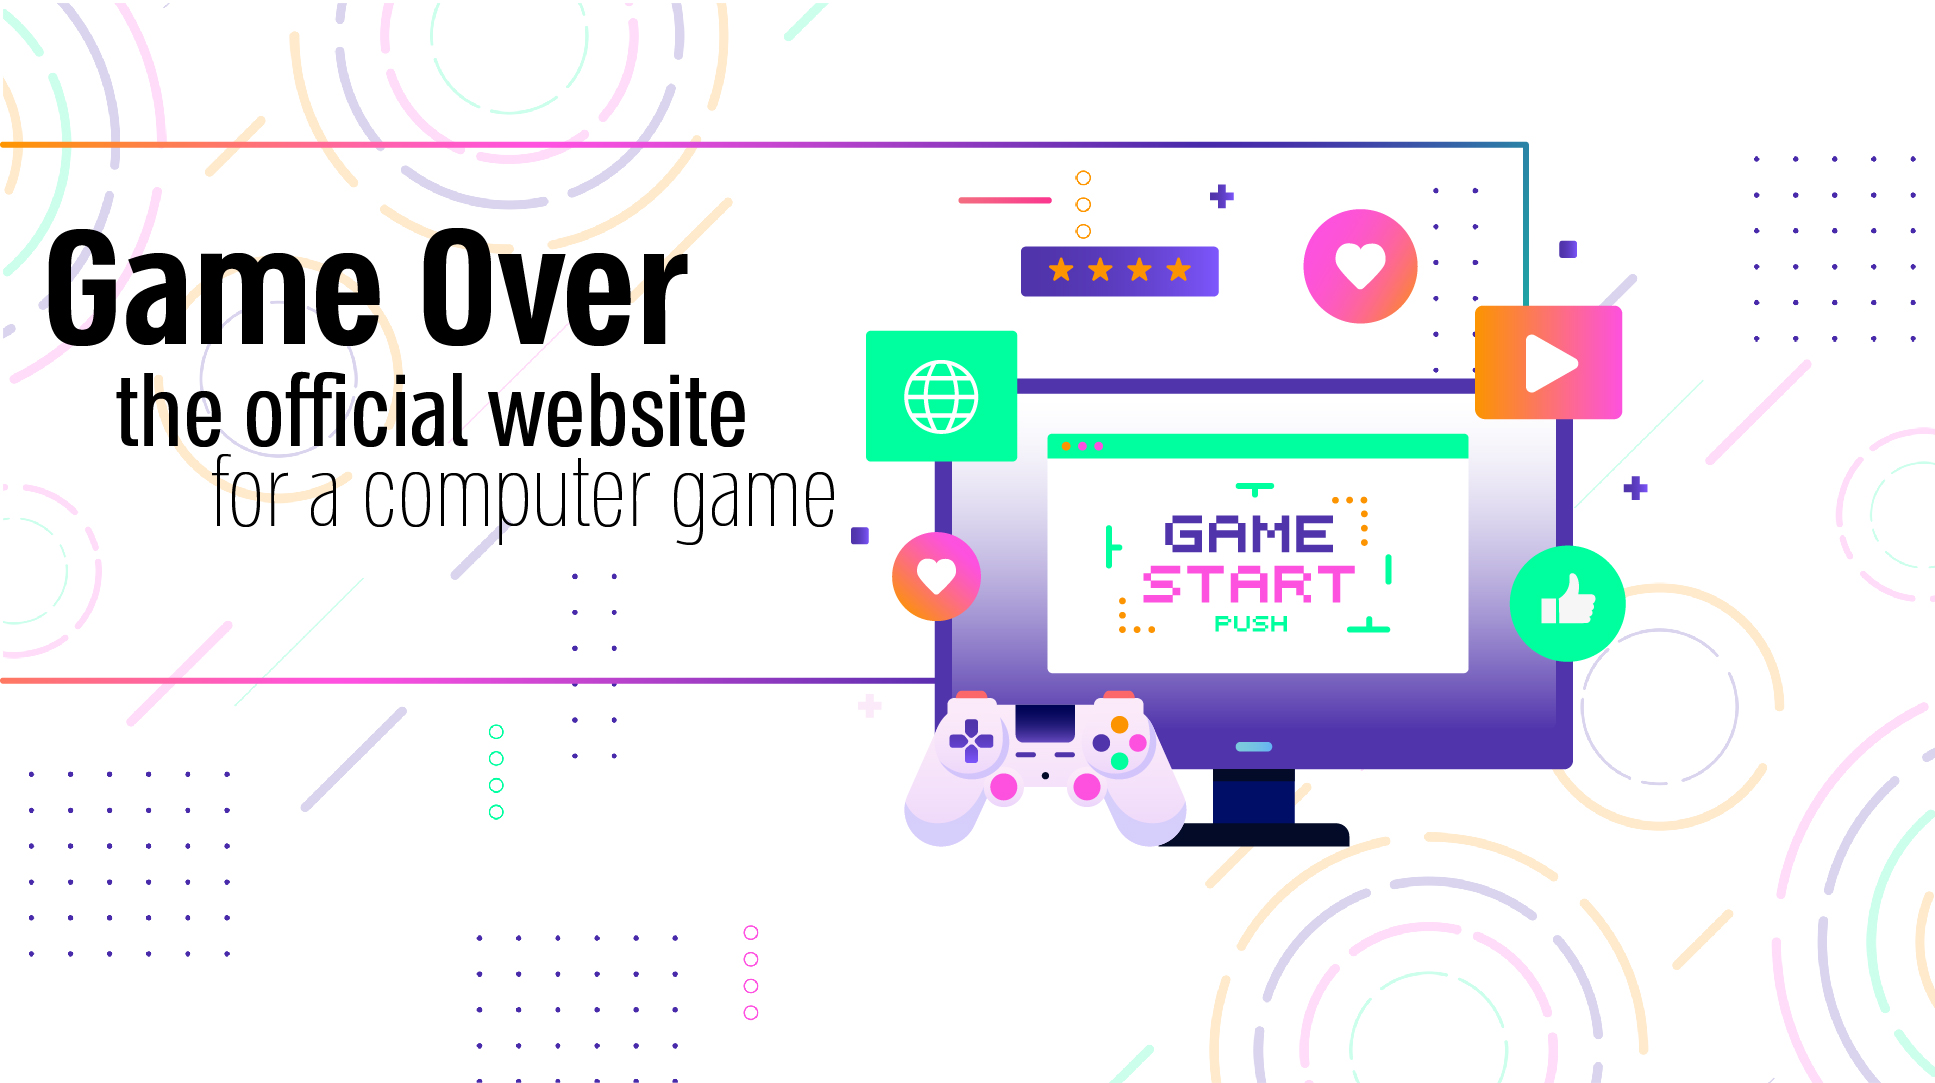 Game Over
the official website
for a computer game
GAME
START
PUSH